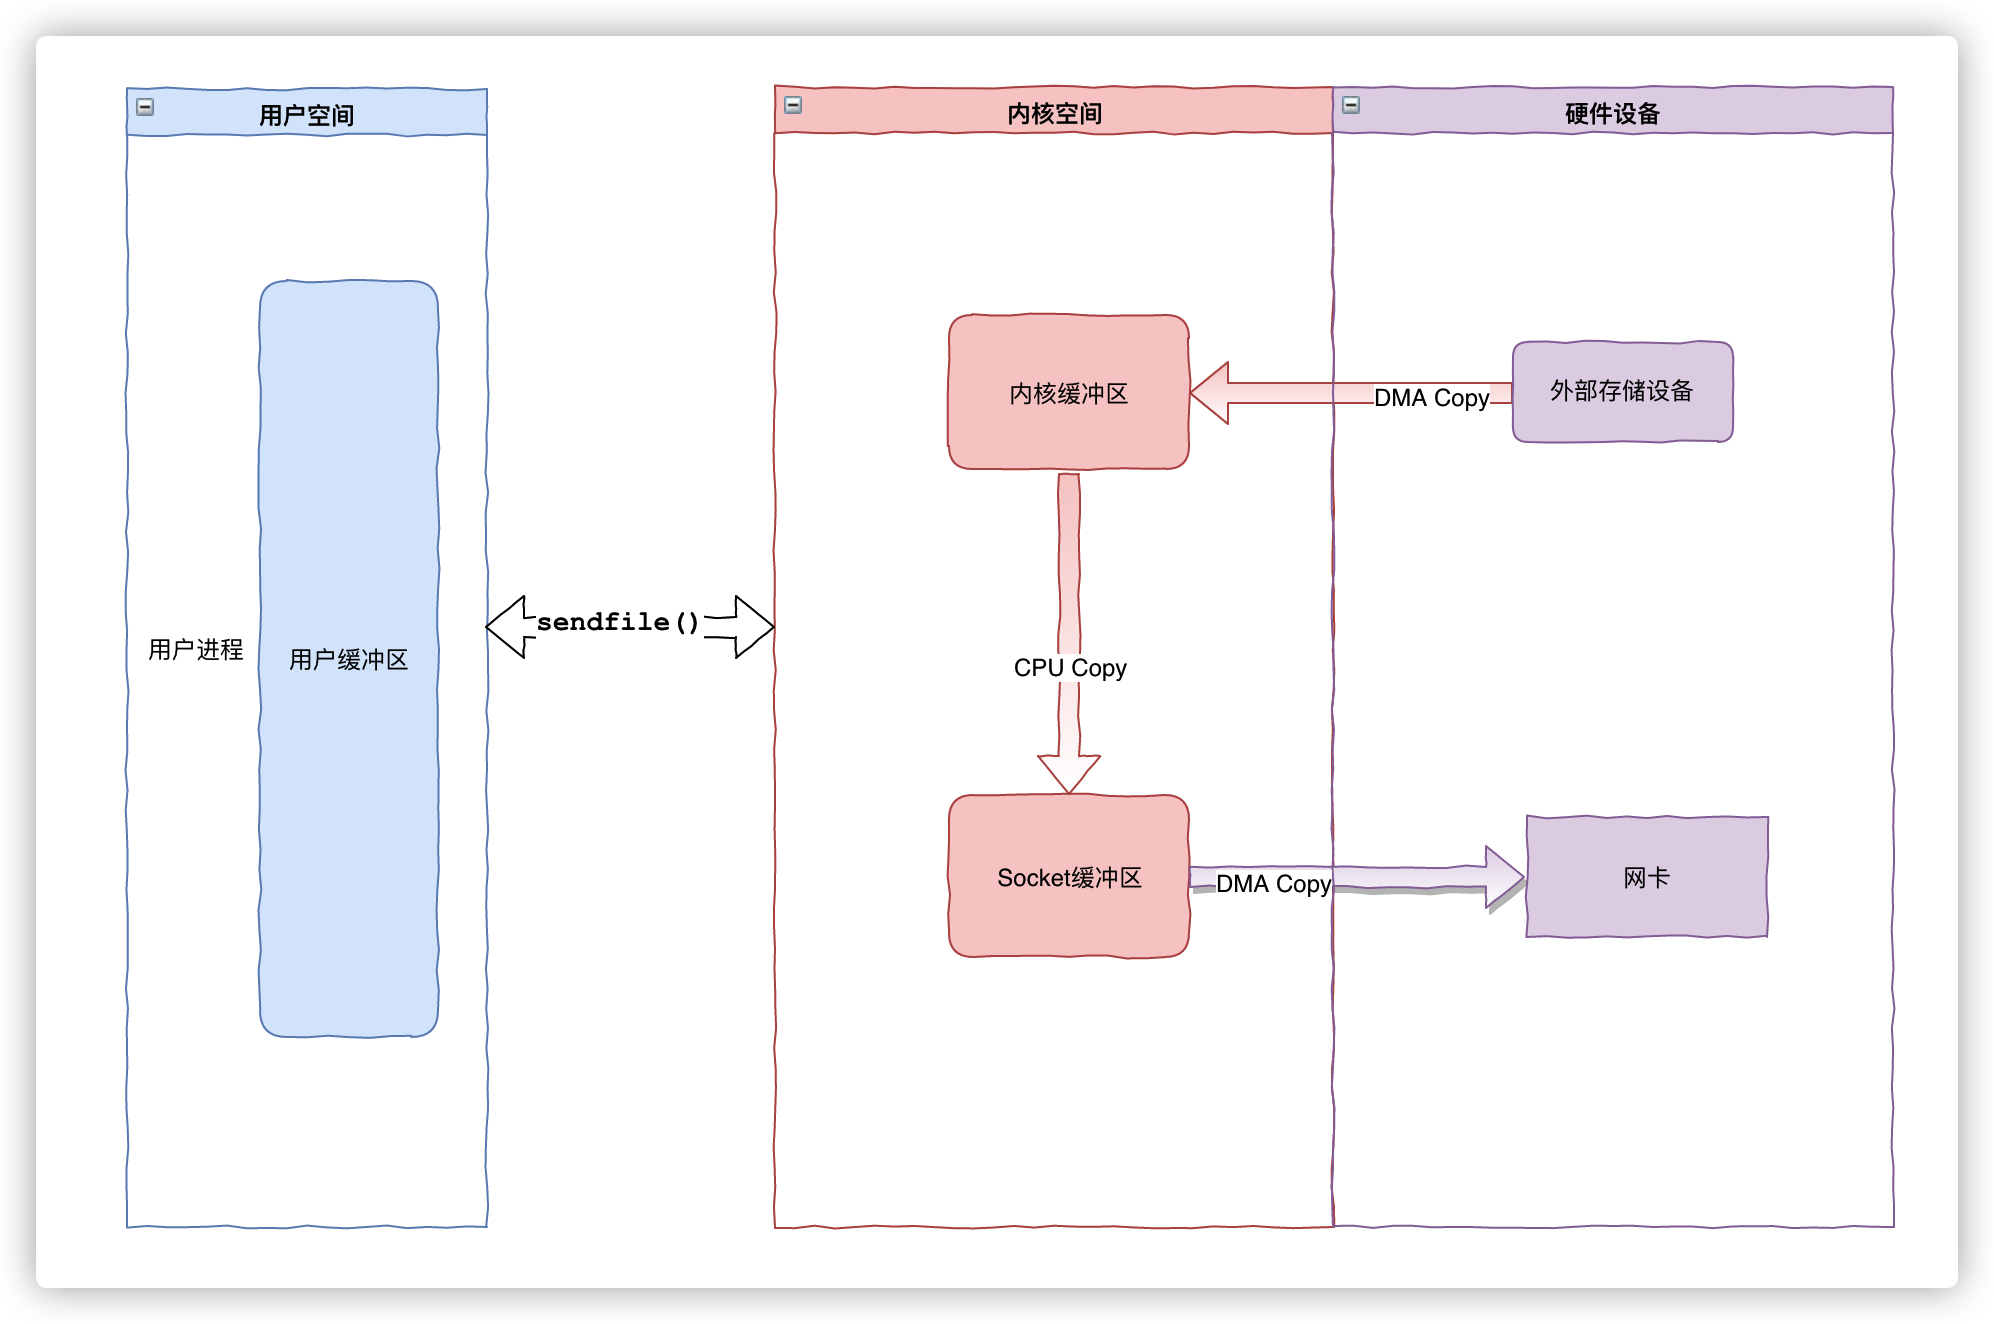 用户空间
内核空间
硬件设备
内核缓冲区
DMA Copy
外部存储设备
sendfile()
用户进程
用户缓冲区
CPU Copy
Socket缓冲区
DMA Copy
网卡